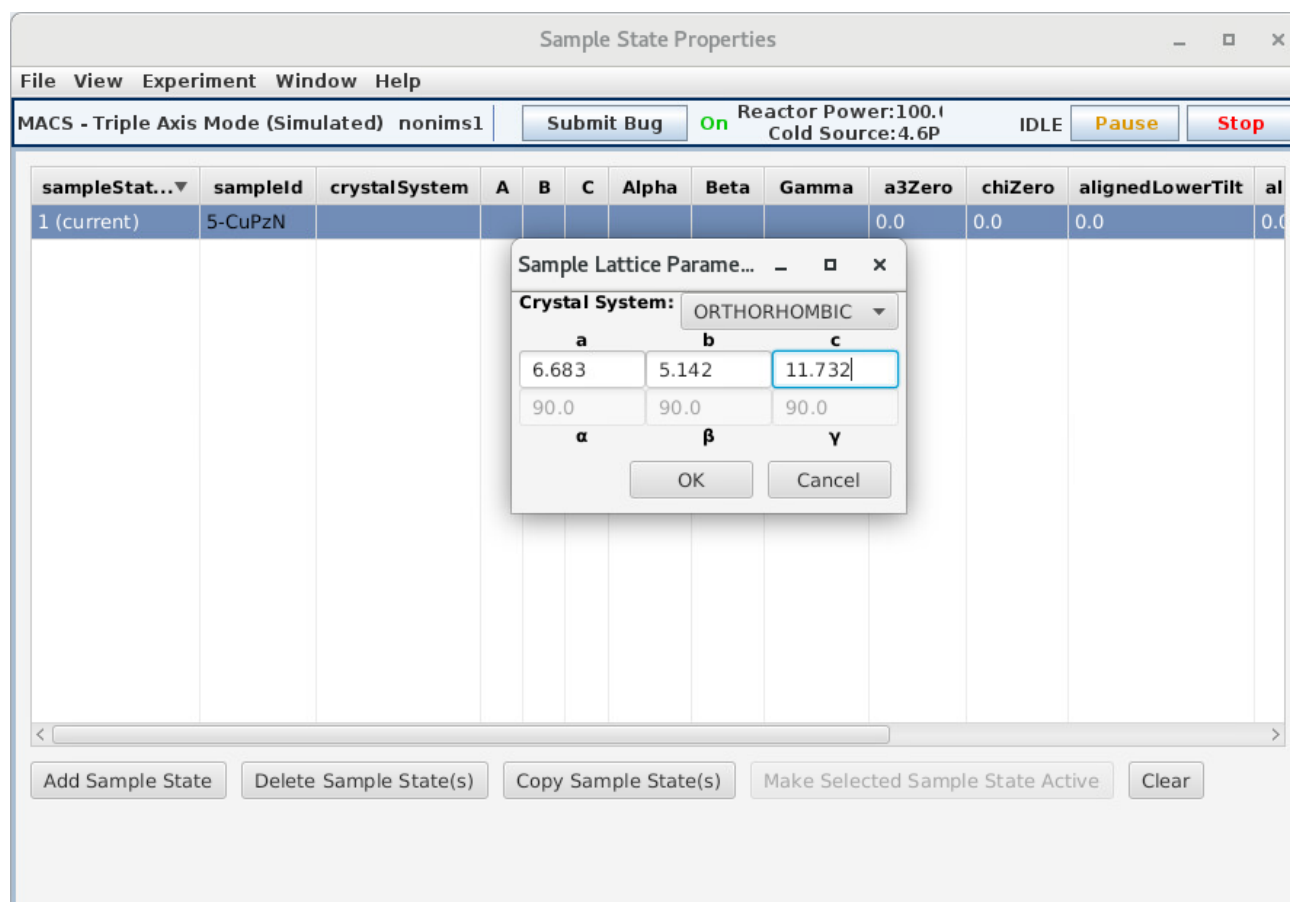 Sample State Properties
File View Experiment Window Help
MACS - Triple Axis Mode (Simulated) nonims1 Submit Bug On Reactor Power:100.( IDLE Pause Stop
Cold Source:4.6P
sampleStat... sampleId crystalSystem A B C Alpha Beta Gamma a3Zero chiZero alignedLowerTilt al
1 (current) 5-CuPzN 0.0 0.0 0.0 0.0
Sample Lattice Parame...
Crystal System: ORTHORHOMBIC
a b c
6.683 5.142 11.732
90.0 90.0 90.0
α β γ
OK Cancel
Add Sample State Delete Sample State(s) Copy Sample State(s) Make Selected Sample State Active Clear